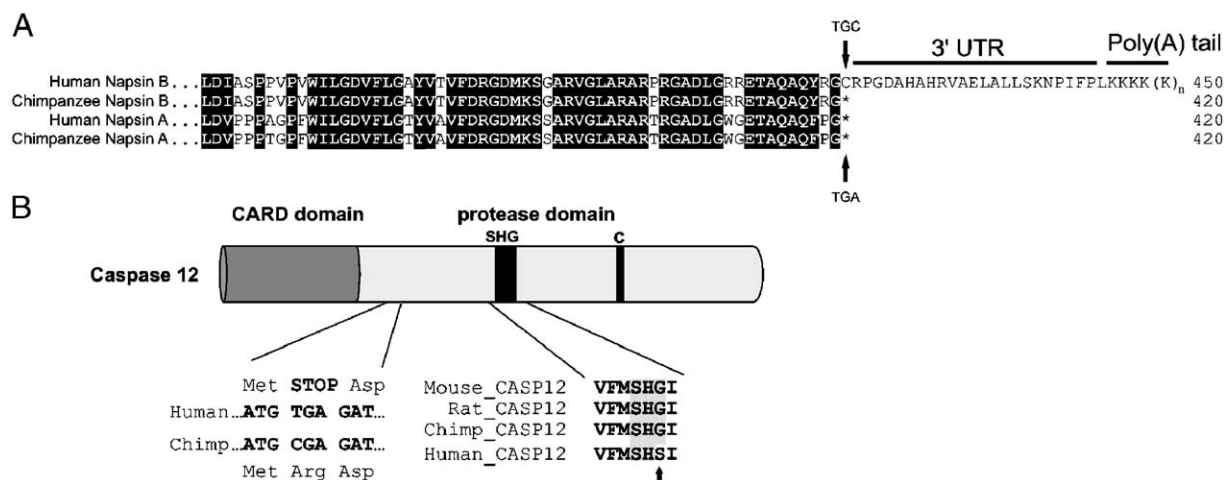 A
TGC
3' UTR
Poly(A) tail
Human Napsin B...LDIASPPVPVWILGDVFLGAYVTVFDRGDMKSGARVGLARARPRGADLGRRETAQAQYRGCRPGDAHAHRVAELALLSKNPIFPLKKKK(K)n 450
Chimpanzee Napsin B...LDIASPPVPVWILGDVFLGAYVTVFDRGDMKSGARVGLARARPRGADLGRRETAQAQYRG* 420
Human Napsin A...LDVPPPAGPFWILGDVFLGTYVAVFDRGDMKSSARVGLARARTRGADLGWGETAQAQFPG* 420
Chimpanzee Napsin A...LDVPPPTGPFWILGDVFLGTYVAVFDRGDMKSSARVGLARARTRGADLGWGETAQAQFPG* 420
TGA
B
CARD domain
protease domain
SHG
C
Caspase 12
Met STOP Asp
Human...ATG TGA GAT...
Chimp...ATG CGA GAT...
Met Arg Asp
Mouse_CASP12 VFMSHGI
Rat_CASP12 VFMSHGI
Chimp_CASP12 VFMSHGI
Human_CASP12 VFMSHSI